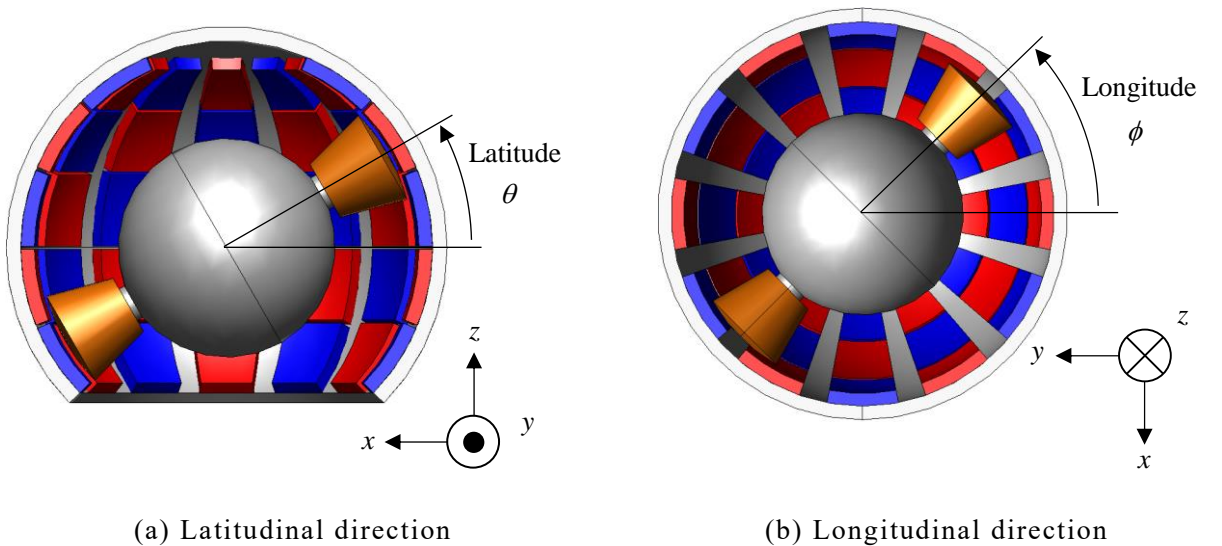 Latitude
θ
z
x
y
(a) Latitudinal direction
Longitude
ϕ
z
y
x
(b) Longitudinal direction